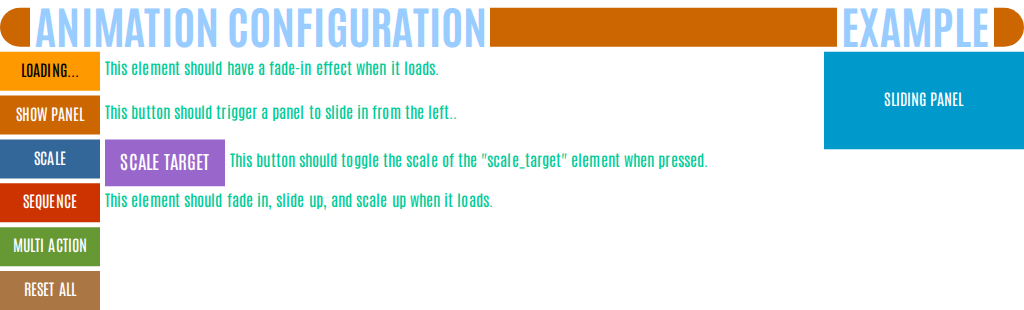 ANIMATION CONFIGURATION EXAMPLE
LOADING... This element should have a fade-in effect when it loads.
SLIDING PANEL
SHOW PANEL This button should trigger a panel to slide in from the left..
SCALE SCALE TARGET This button should toggle the scale of the "scale_target" element when pressed.
SEQUENCE This element should fade in, slide up, and scale up when it loads.
MULTI ACTION
RESET ALL